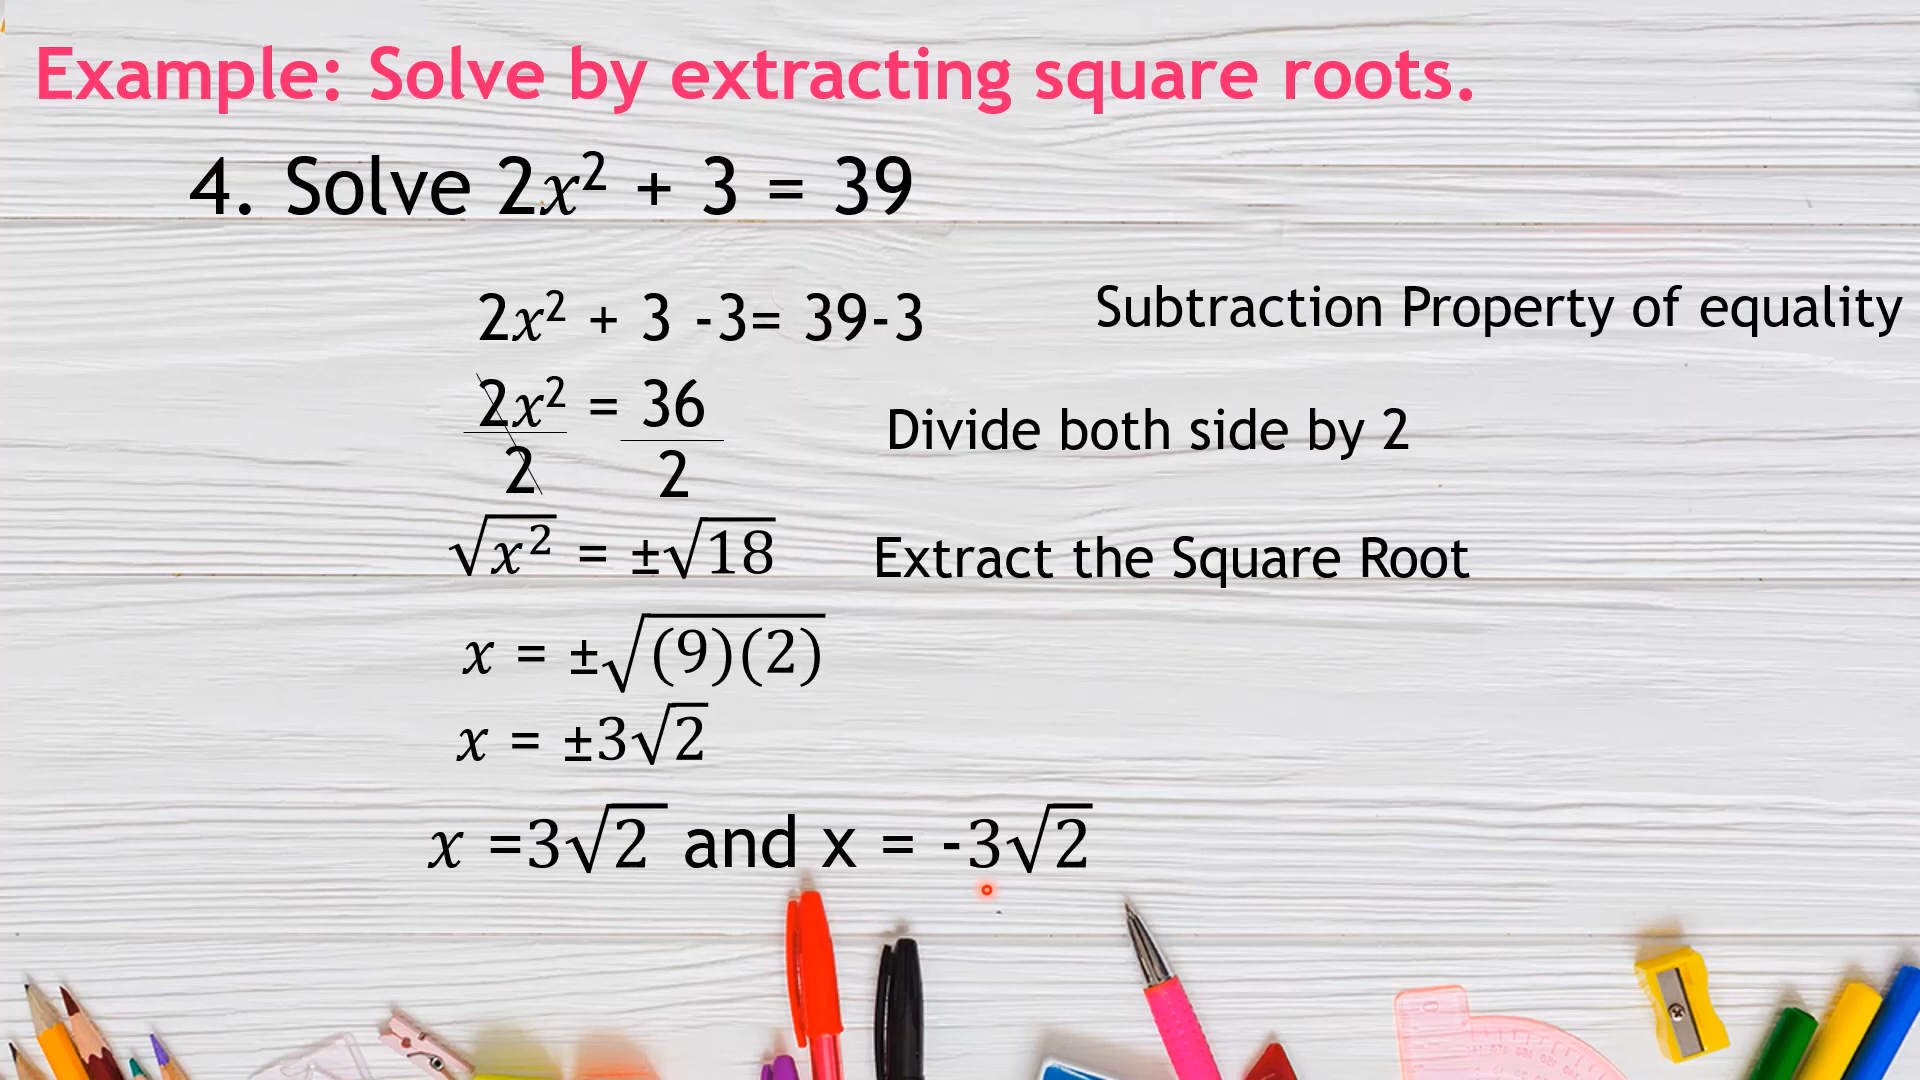 Example: Solve by extracting square roots.
4. Solve 2x² + 3 = 39
2x² + 3 -3= 39-3
Subtraction Property of equality
2x²/2 = 36/2
Divide both side by 2
√x² = ±√18
Extract the Square Root
x = ±√(9)(2)
x = ±3√2
x =3√2 and x = -3√2